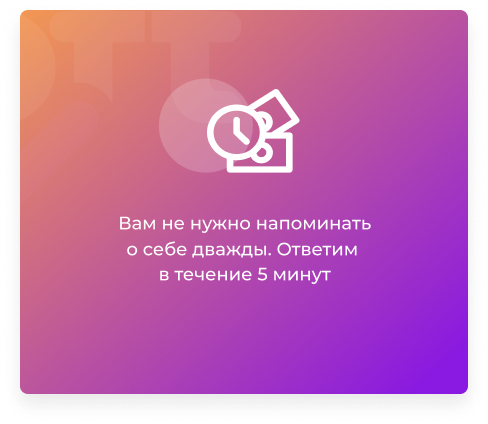 Вам не нужно напоминать
о себе дважды. Ответим
в течение 5 минут